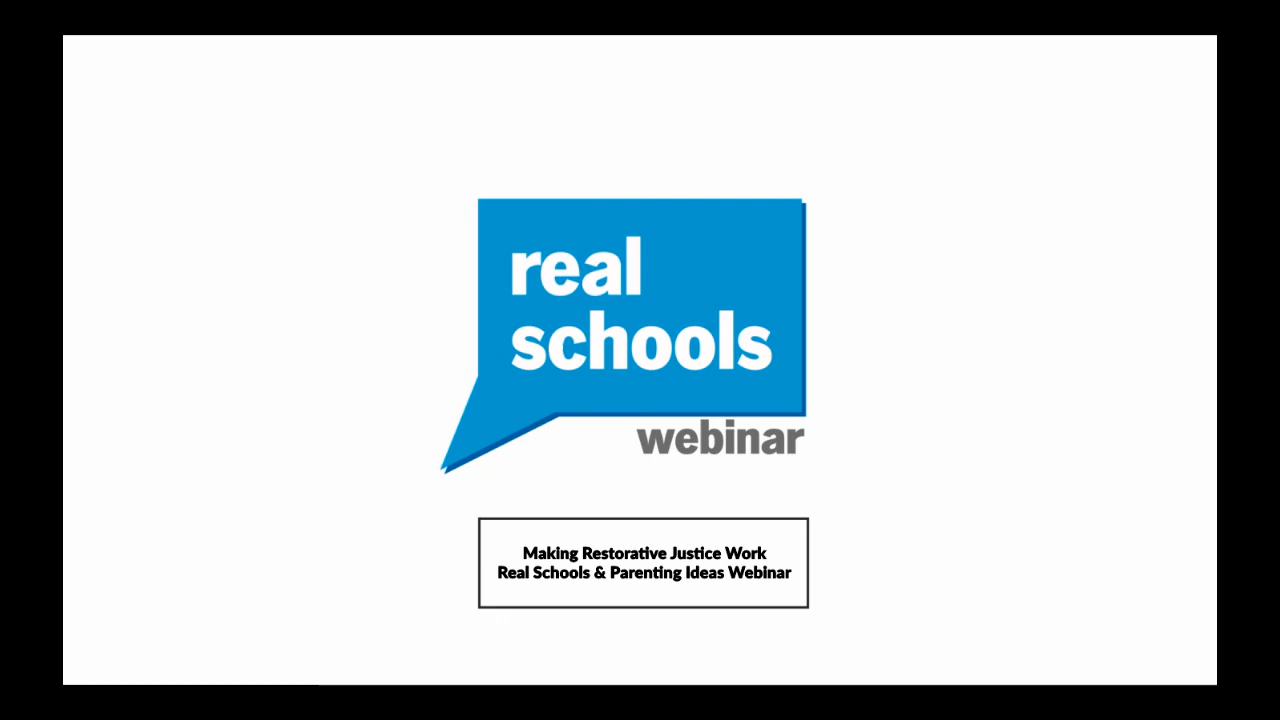 real
schools
webinar
Making Restorative Justice Work
Real Schools & Parenting Ideas Webinar